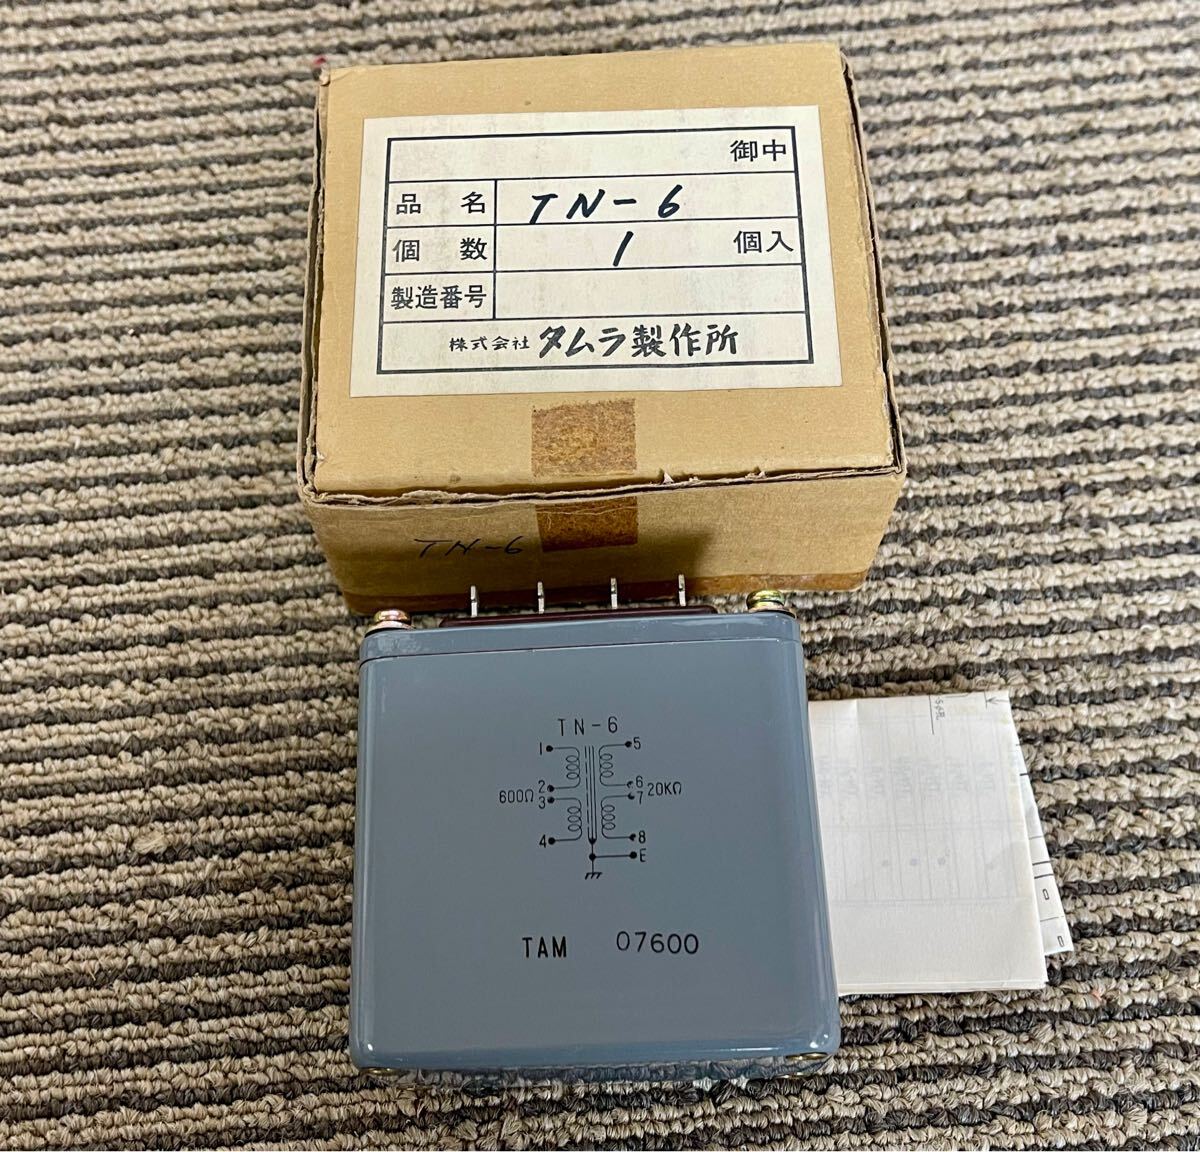 御中
品名 TN-6
個数 1 個入
製造番号
株式会社 タムラ製作所
TN-6
TN-6
1 5
2 6
600Ω 20KΩ
3 7
4 8
E
TAM 07600